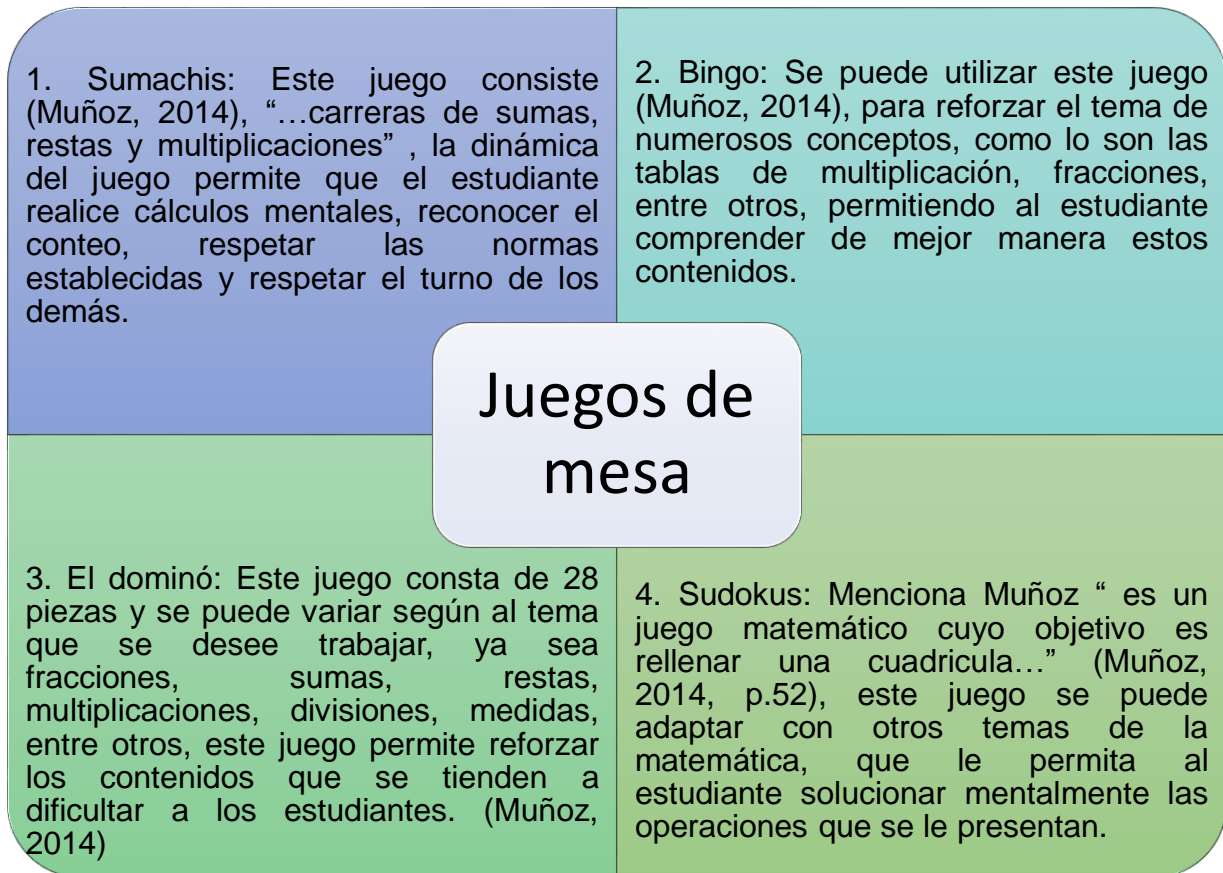 1. Sumachis: Este juego consiste
(Muñoz, 2014), “…carreras de sumas,
restas y multiplicaciones” , la dinámica
del juego permite que el estudiante
realice cálculos mentales, reconocer el
conteo, respetar las normas
establecidas y respetar el turno de los
demás.
2. Bingo: Se puede utilizar este juego
(Muñoz, 2014), para reforzar el tema de
numerosos conceptos, como lo son las
tablas de multiplicación, fracciones,
entre otros, permitiendo al estudiante
comprender de mejor manera estos
contenidos.
Juegos de
mesa
3. El dominó: Este juego consta de 28
piezas y se puede variar según al tema
que se desee trabajar, ya sea
fracciones, sumas, restas,
multiplicaciones, divisiones, medidas,
entre otros, este juego permite reforzar
los contenidos que se tienden a
dificultar a los estudiantes. (Muñoz,
2014)
4. Sudokus: Menciona Muñoz “ es un
juego matemático cuyo objetivo es
rellenar una cuadricula…” (Muñoz,
2014, p.52), este juego se puede
adaptar con otros temas de la
matemática, que le permita al
estudiante solucionar mentalmente las
operaciones que se le presentan.